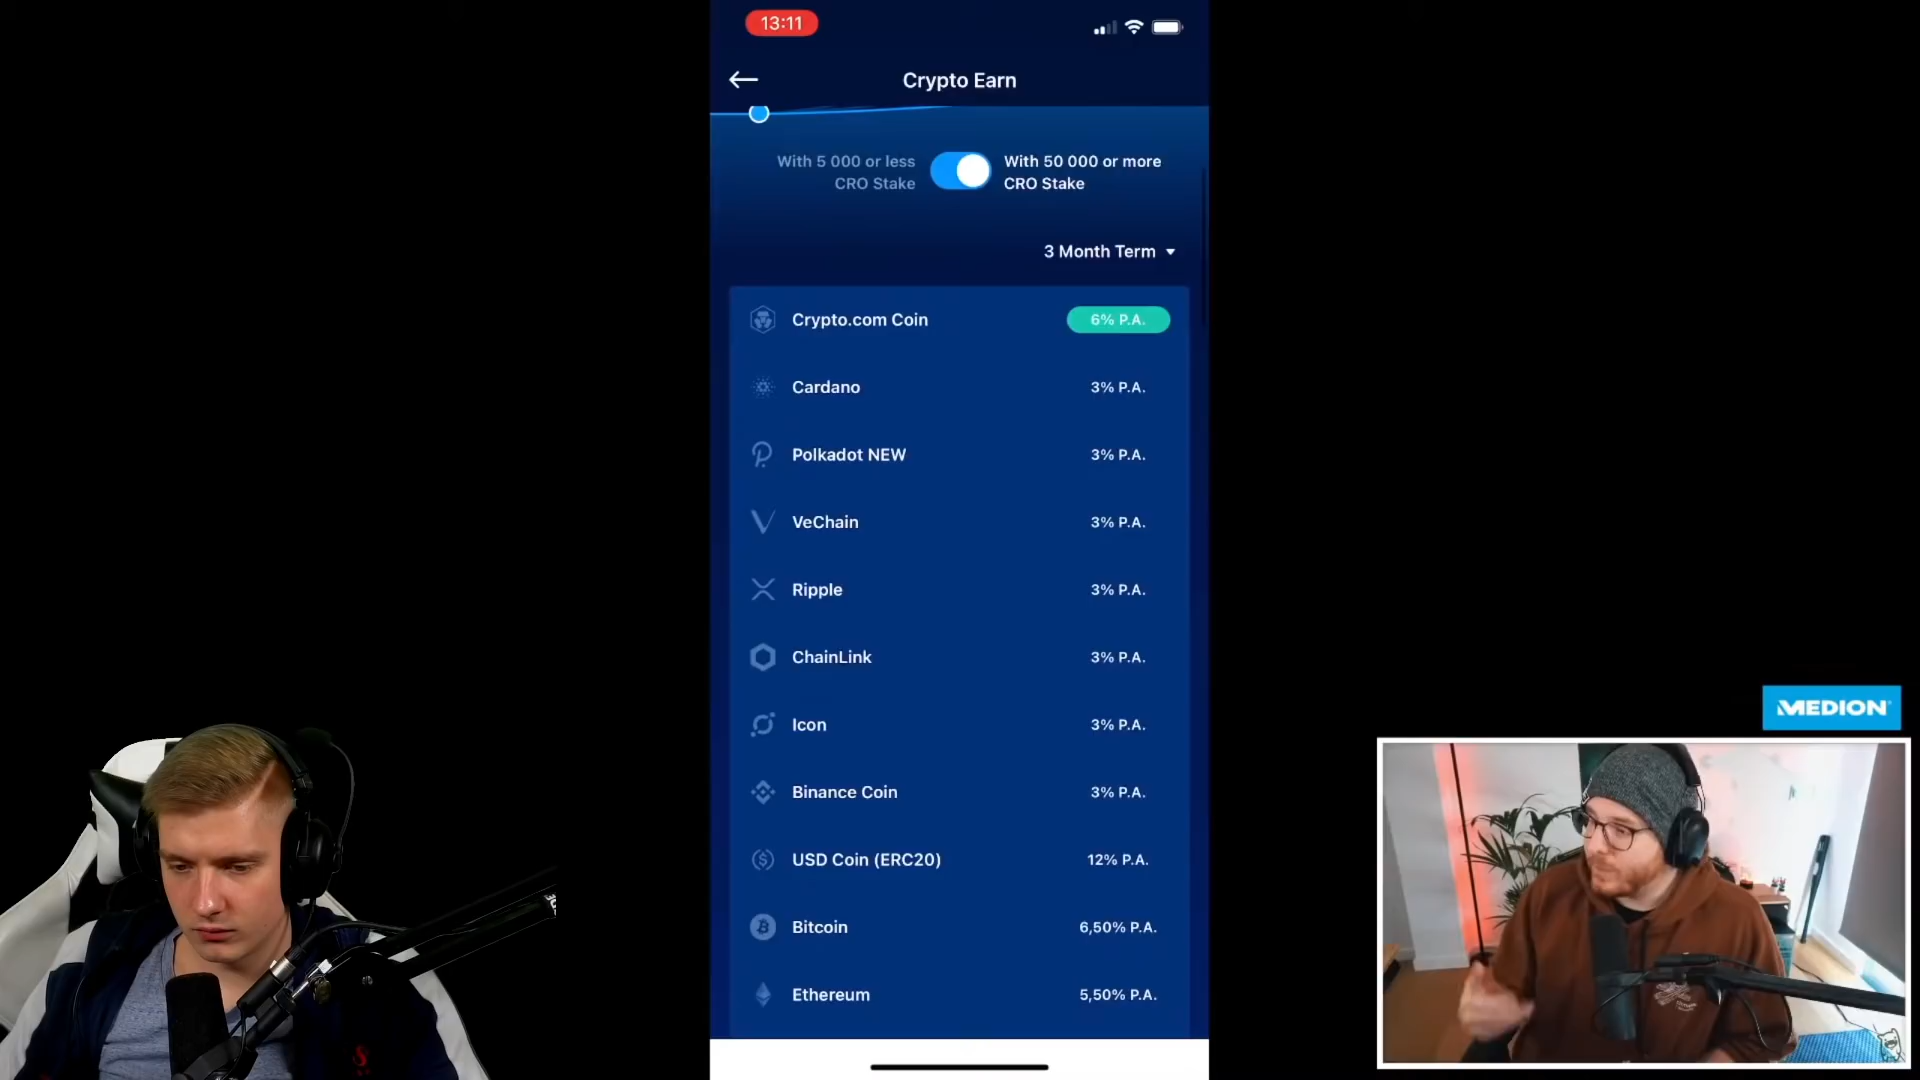 13:11
Crypto Earn
With 5 000 or less
CRO Stake
With 50 000 or more
CRO Stake
3 Month Term
Crypto.com Coin 6% P.A.
Cardano 3% P.A.
Polkadot NEW 3% P.A.
VeChain 3% P.A.
Ripple 3% P.A.
ChainLink 3% P.A.
Icon 3% P.A.
Binance Coin 3% P.A.
USD Coin (ERC20) 12% P.A.
Bitcoin 6,50% P.A.
Ethereum 5,50% P.A.
MEDION